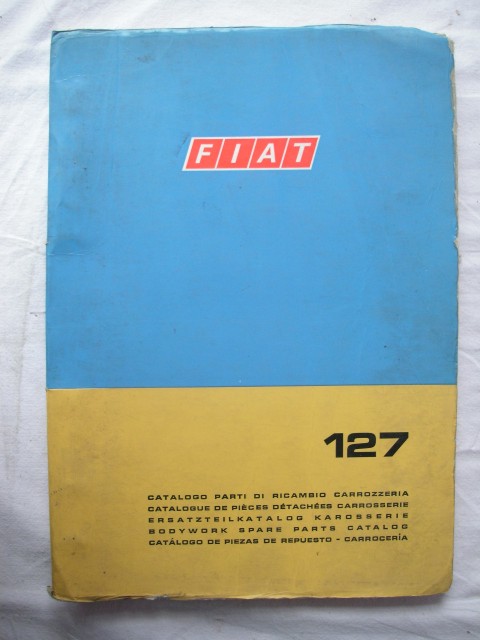 FIAT
127
CATALOGO PARTI DI RICAMBIO CARROZZERIA
CATALOGUE DE PIÈCES DÉTACHÉES CARROSSERIE
ERSATZTEILKATALOG KAROSSERIE
BODYWORK SPARE PARTS CATALOG
CATÁLOGO DE PIEZAS DE REPUESTO - CARROCERÍA